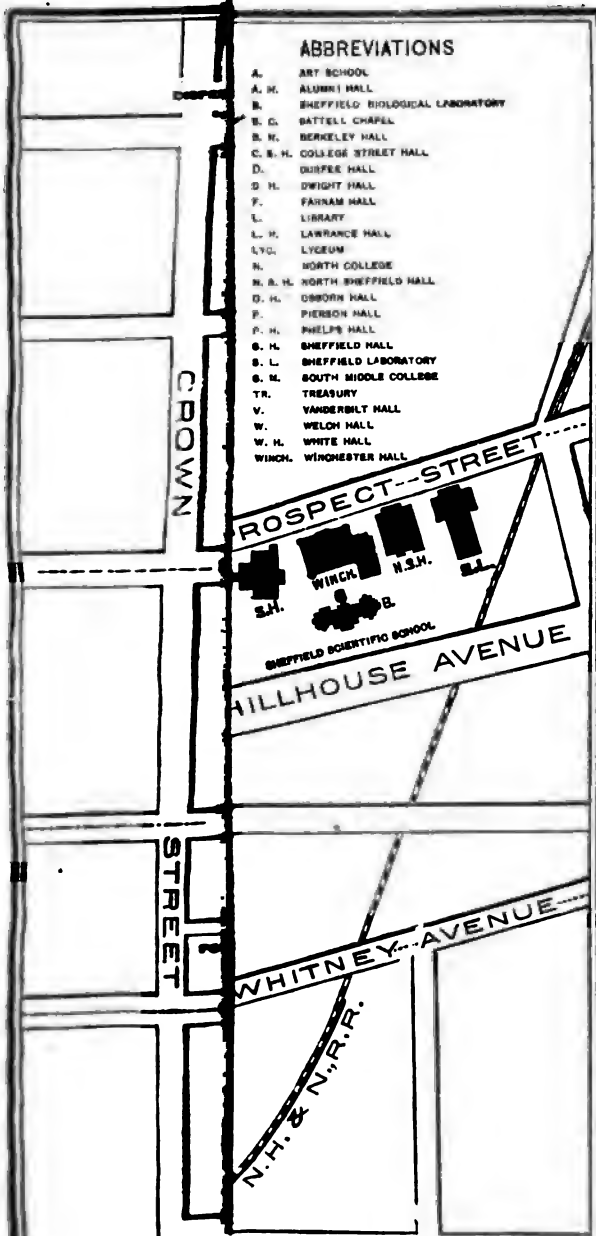 ABBREVIATIONS
A. ART SCHOOL
A. H. ALUMNI HALL
B. SHEFFIELD BIOLOGICAL LABORATORY
B. C. BATTELL CHAPEL
B. H. BERKELEY HALL
C. S. H. COLLEGE STREET HALL
D. DURFEE HALL
D. H. DWIGHT HALL
F. FARNAM HALL
L. LIBRARY
L. H. LAWRANCE HALL
LYC. LYCEUM
N. NORTH COLLEGE
N. S. H. NORTH SHEFFIELD HALL
O. H. OSBORN HALL
P. PIERSON HALL
P. H. PHELPS HALL
S. H. SHEFFIELD HALL
S. L. SHEFFIELD LABORATORY
S. M. SOUTH MIDDLE COLLEGE
TR. TREASURY
V. VANDERBILT HALL
W. WELCH HALL
W. H. WHITE HALL
WINCH. WINCHESTER HALL
CROWN
STREET
ROSPECT--STREET
S.H.
WINCH.
N.S.H.
S.L.
B.
SHEFFIELD SCIENTIFIC SCHOOL
HILLHOUSE AVENUE
WHITNEY AVENUE
N.H. & N., R.R.